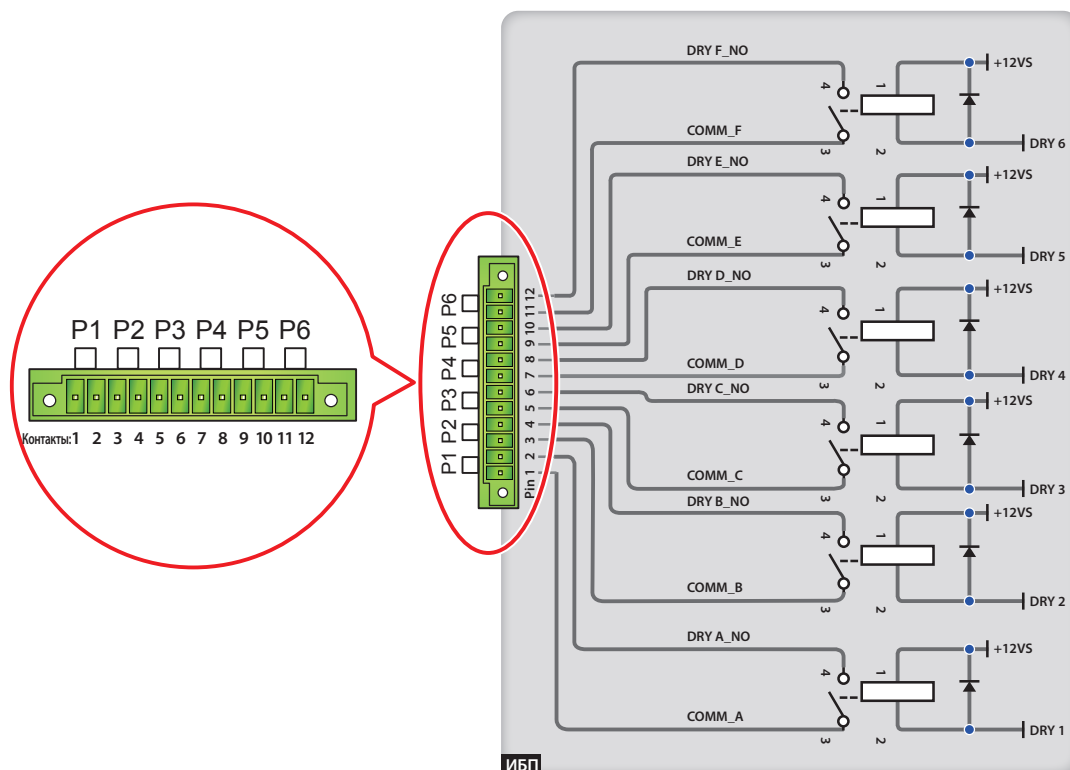 P1 P2 P3 P4 P5 P6
Контакты:1 2 3 4 5 6 7 8 9 10 11 12
P6
P5
P4
P3
P2
P1
12
11
10
9
8
7
6
5
4
3
2
Pin 1
DRY F_NO
4
1
+12VS
COMM_F
3
2
DRY 6
DRY E_NO
4
1
+12VS
COMM_E
3
2
DRY 5
DRY D_NO
4
1
+12VS
COMM_D
3
2
DRY 4
DRY C_NO
4
1
+12VS
COMM_C
3
2
DRY 3
DRY B_NO
4
1
+12VS
COMM_B
3
2
DRY 2
DRY A_NO
4
1
+12VS
COMM_A
3
2
DRY 1
ИБП